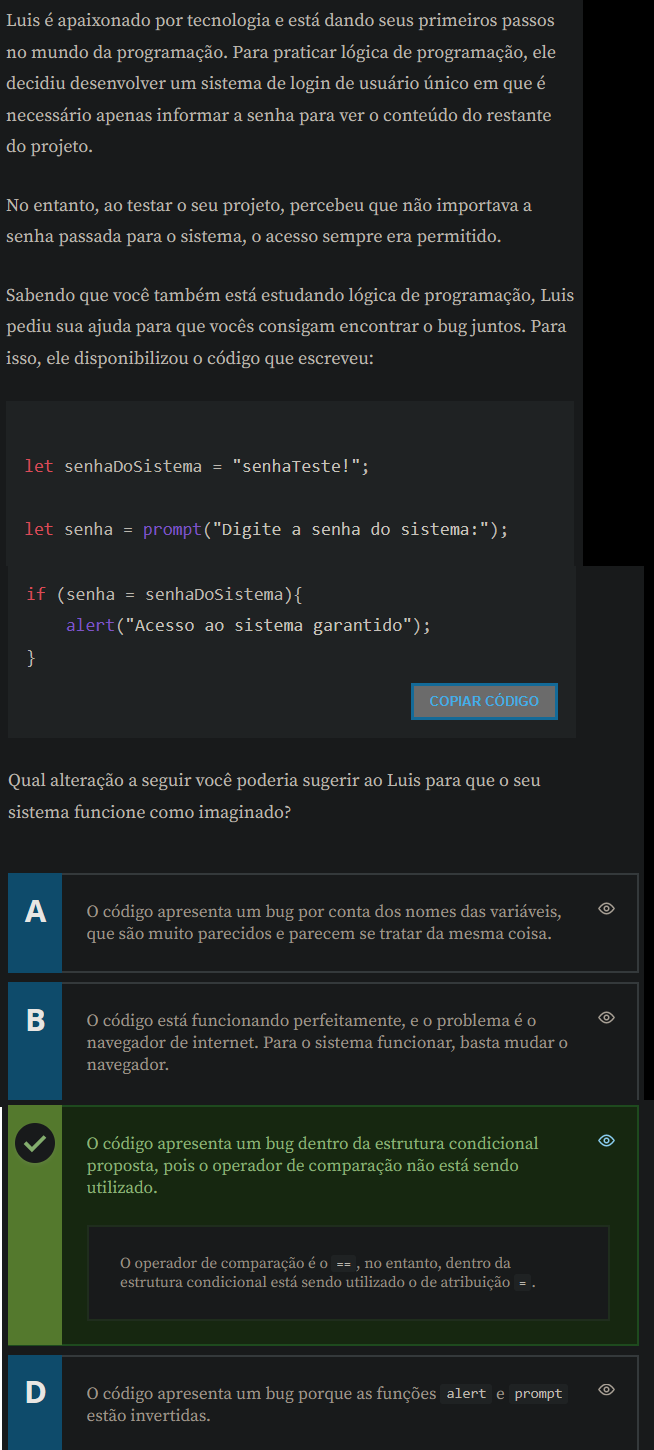 Luis é apaixonado por tecnologia e está dando seus primeiros passos
no mundo da programação. Para praticar lógica de programação, ele
decidiu desenvolver um sistema de login de usuário único em que é
necessário apenas informar a senha para ver o conteúdo do restante
do projeto.
No entanto, ao testar o seu projeto, percebeu que não importava a
senha passada para o sistema, o acesso sempre era permitido.
Sabendo que você também está estudando lógica de programação, Luis
pediu sua ajuda para que vocês consigam encontrar o bug juntos. Para
isso, ele disponibilizou o código que escreveu:
let senhaDoSistema = "senhaTeste!";
let senha = prompt("Digite a senha do sistema:");
if (senha = senhaDoSistema){
    alert("Acesso ao sistema garantido");
}
COPIAR CÓDIGO
Qual alteração a seguir você poderia sugerir ao Luis para que o seu
sistema funcione como imaginado?
A
O código apresenta um bug por conta dos nomes das variáveis,
que são muito parecidos e parecem se tratar da mesma coisa.
B
O código está funcionando perfeitamente, e o problema é o
navegador de internet. Para o sistema funcionar, basta mudar o
navegador.
O código apresenta um bug dentro da estrutura condicional
proposta, pois o operador de comparação não está sendo
utilizado.
O operador de comparação é o ==, no entanto, dentro da
estrutura condicional está sendo utilizado o de atribuição =.
D
O código apresenta um bug porque as funções alert e prompt
estão invertidas.